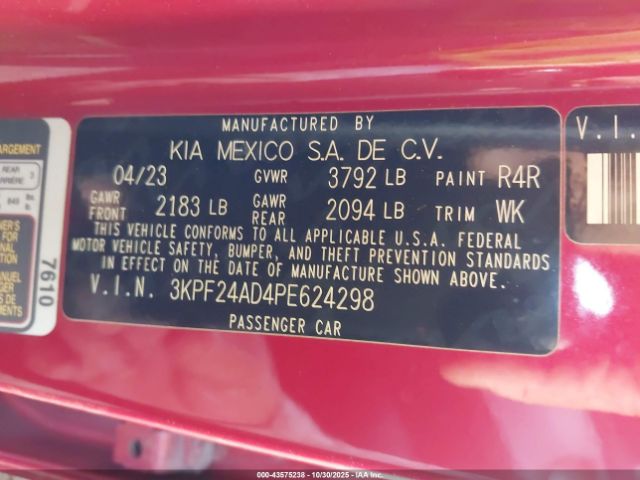 MANUFACTURED BY
KIA MEXICO S.A. DE C.V.
04/23 GVWR 3792 LB PAINT R4R
GAWR FRONT 2183 LB GAWR REAR 2094 LB TRIM WK
THIS VEHICLE CONFORMS TO ALL APPLICABLE U.S.A. FEDERAL
MOTOR VEHICLE SAFETY, BUMPER, AND THEFT PREVENTION STANDARDS
IN EFFECT ON THE DATE OF MANUFACTURE SHOWN ABOVE.
V.I.N. 3KPF24AD4PE624298
PASSENGER CAR
V.I.
ARGEMENT
REAR
7610
000-43575238 - 10/30/2025 - IAA Inc.